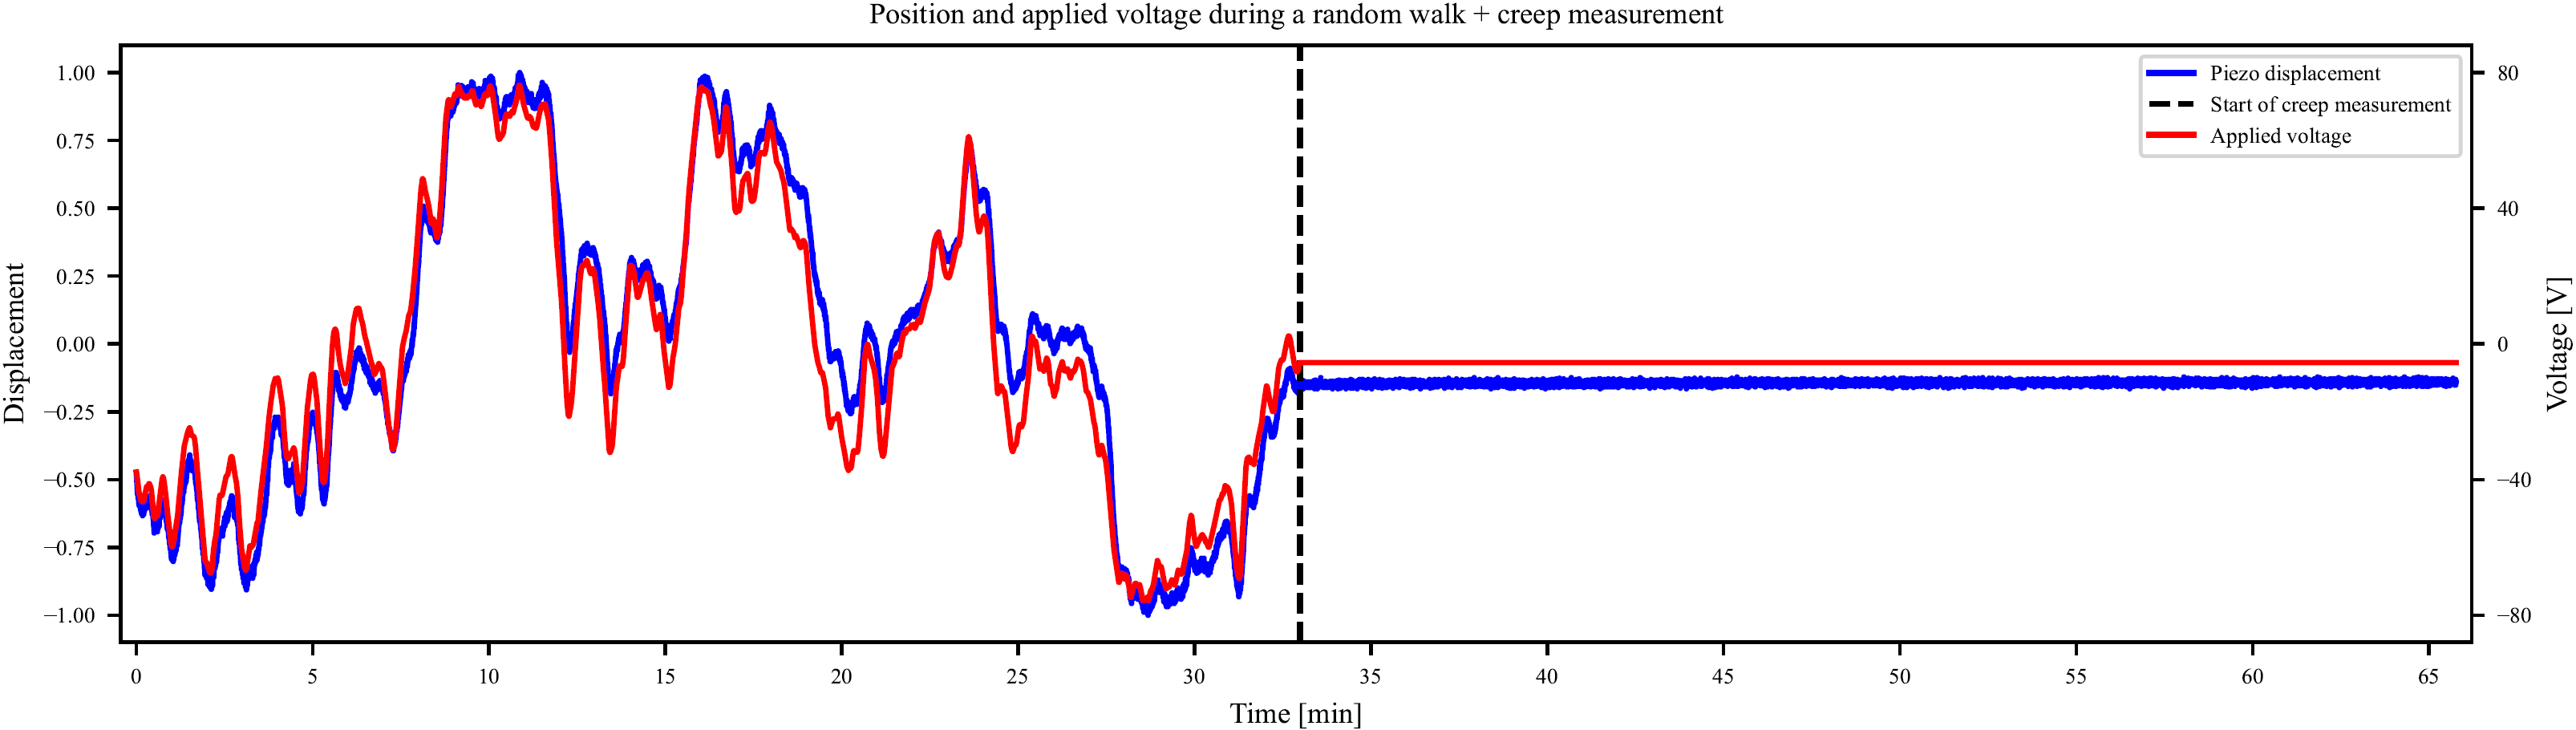 Position and applied voltage during a random walk + creep measurement
Displacement
1.00
0.75
0.50
0.25
0.00
−0.25
−0.50
−0.75
−1.00
Piezo displacement
Start of creep measurement
Applied voltage
80
40
0
−40
−80
Voltage [V]
0 5 10 15 20 25 30 35 40 45 50 55 60 65
Time [min]